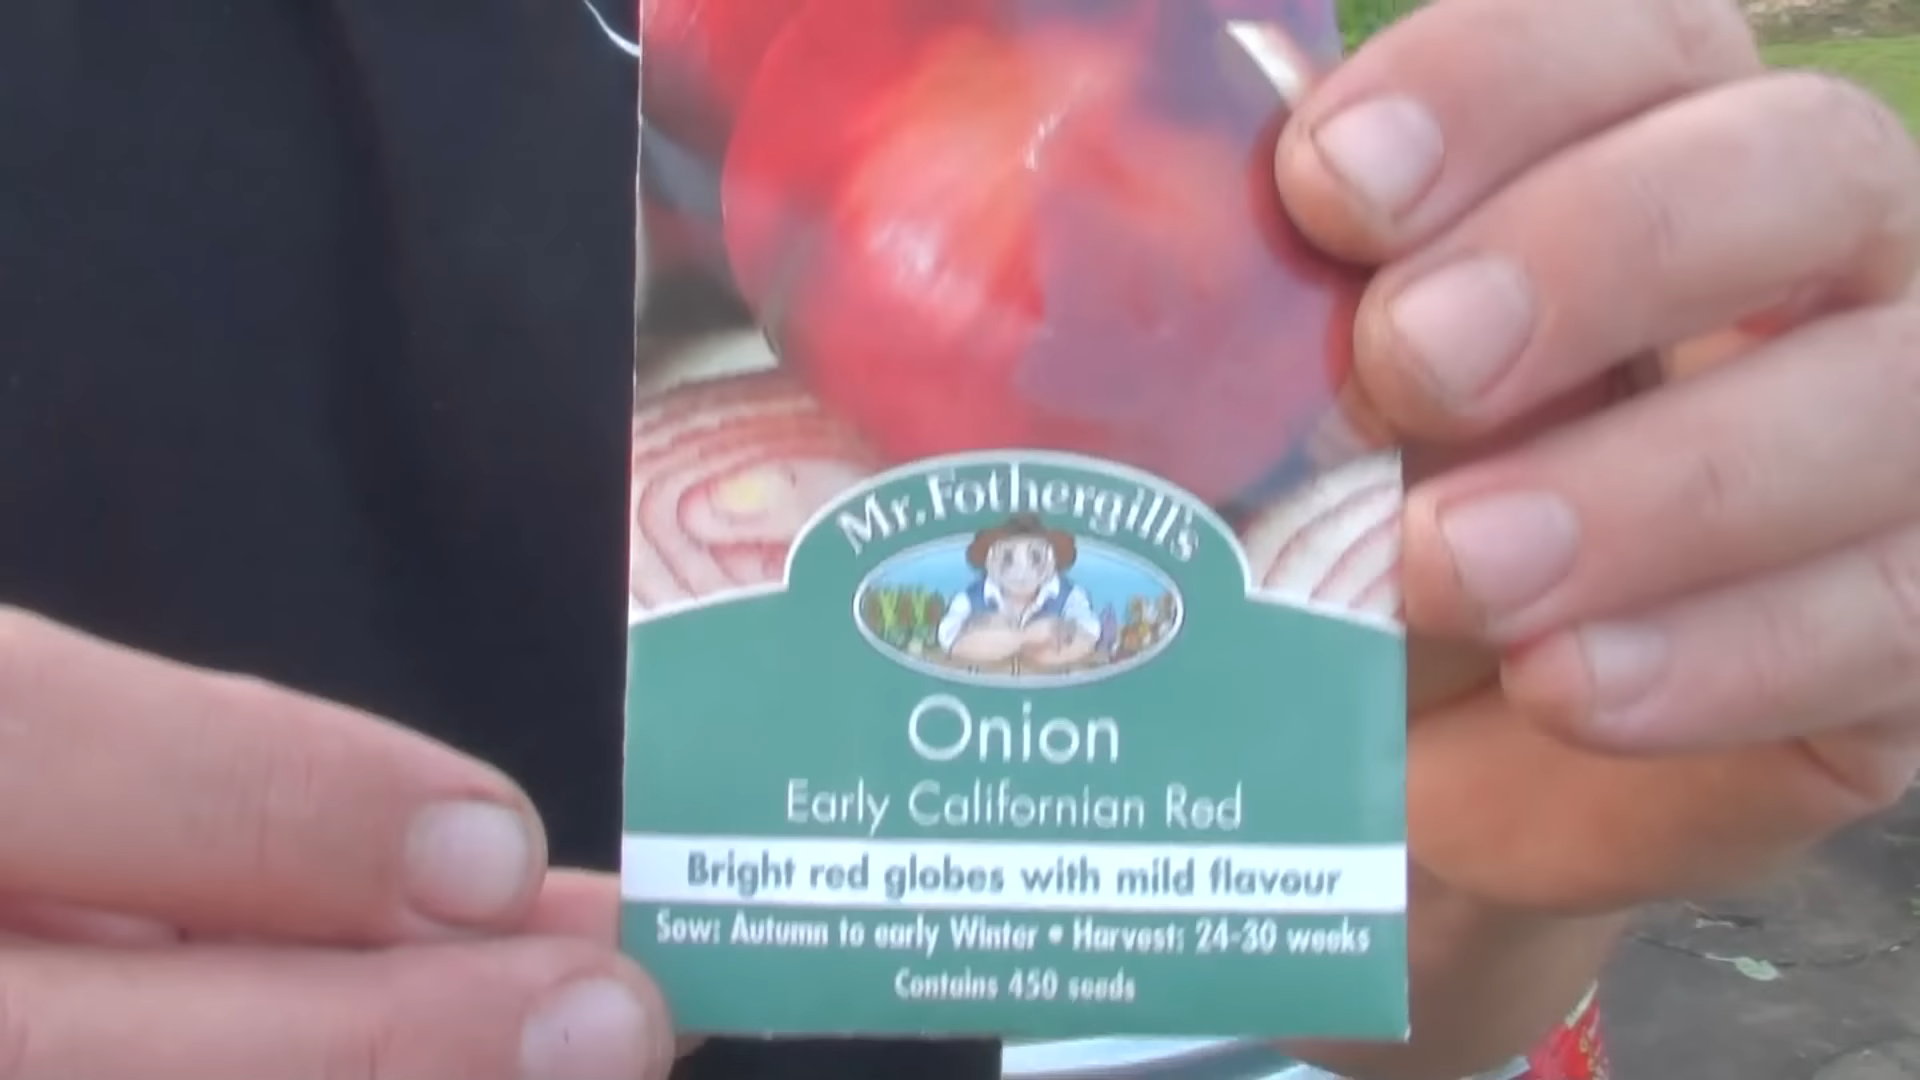 Mr. Fothergill's
Onion
Early Californian Red
Bright red globes with mild flavour
Sow: Autumn to early Winter • Harvest: 24-30 weeks
Contains 450 seeds